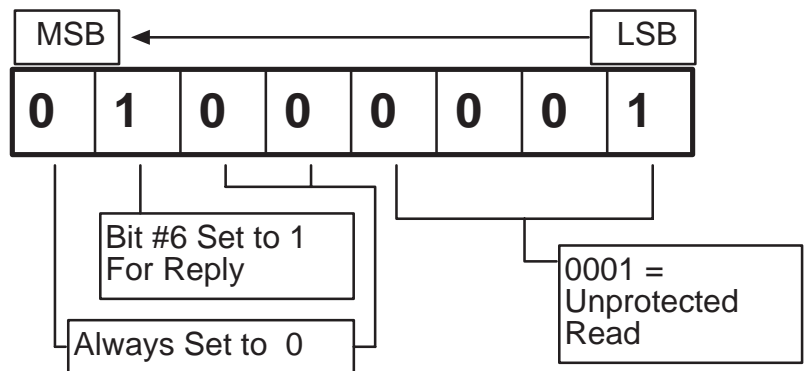 MSB LSB
0 1 0 0 0 0 0 1
Bit #6 Set to 1
For Reply
0001 =
Unprotected
Read
Always Set to 0